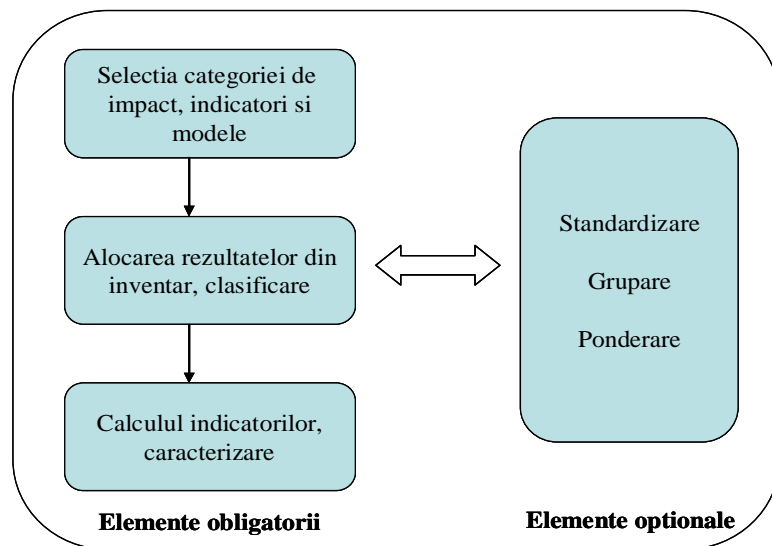 Selectia categoriei de
impact, indicatori si
modele
Alocarea rezultatelor din
inventar, clasificare
Calculul indicatorilor,
caracterizare
Elemente obligatorii
Standardizare
Grupare
Ponderare
Elemente optionale